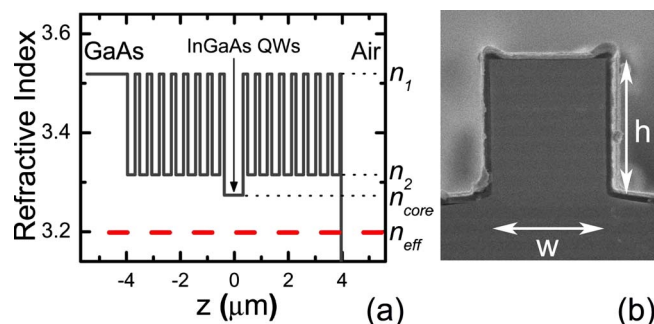 Refractive Index
3.6
3.4
3.2
GaAs
InGaAs QWs
Air
n1
n2
ncore
neff
-4
-2
0
2
4
z (μm)
(a)
h
w
(b)